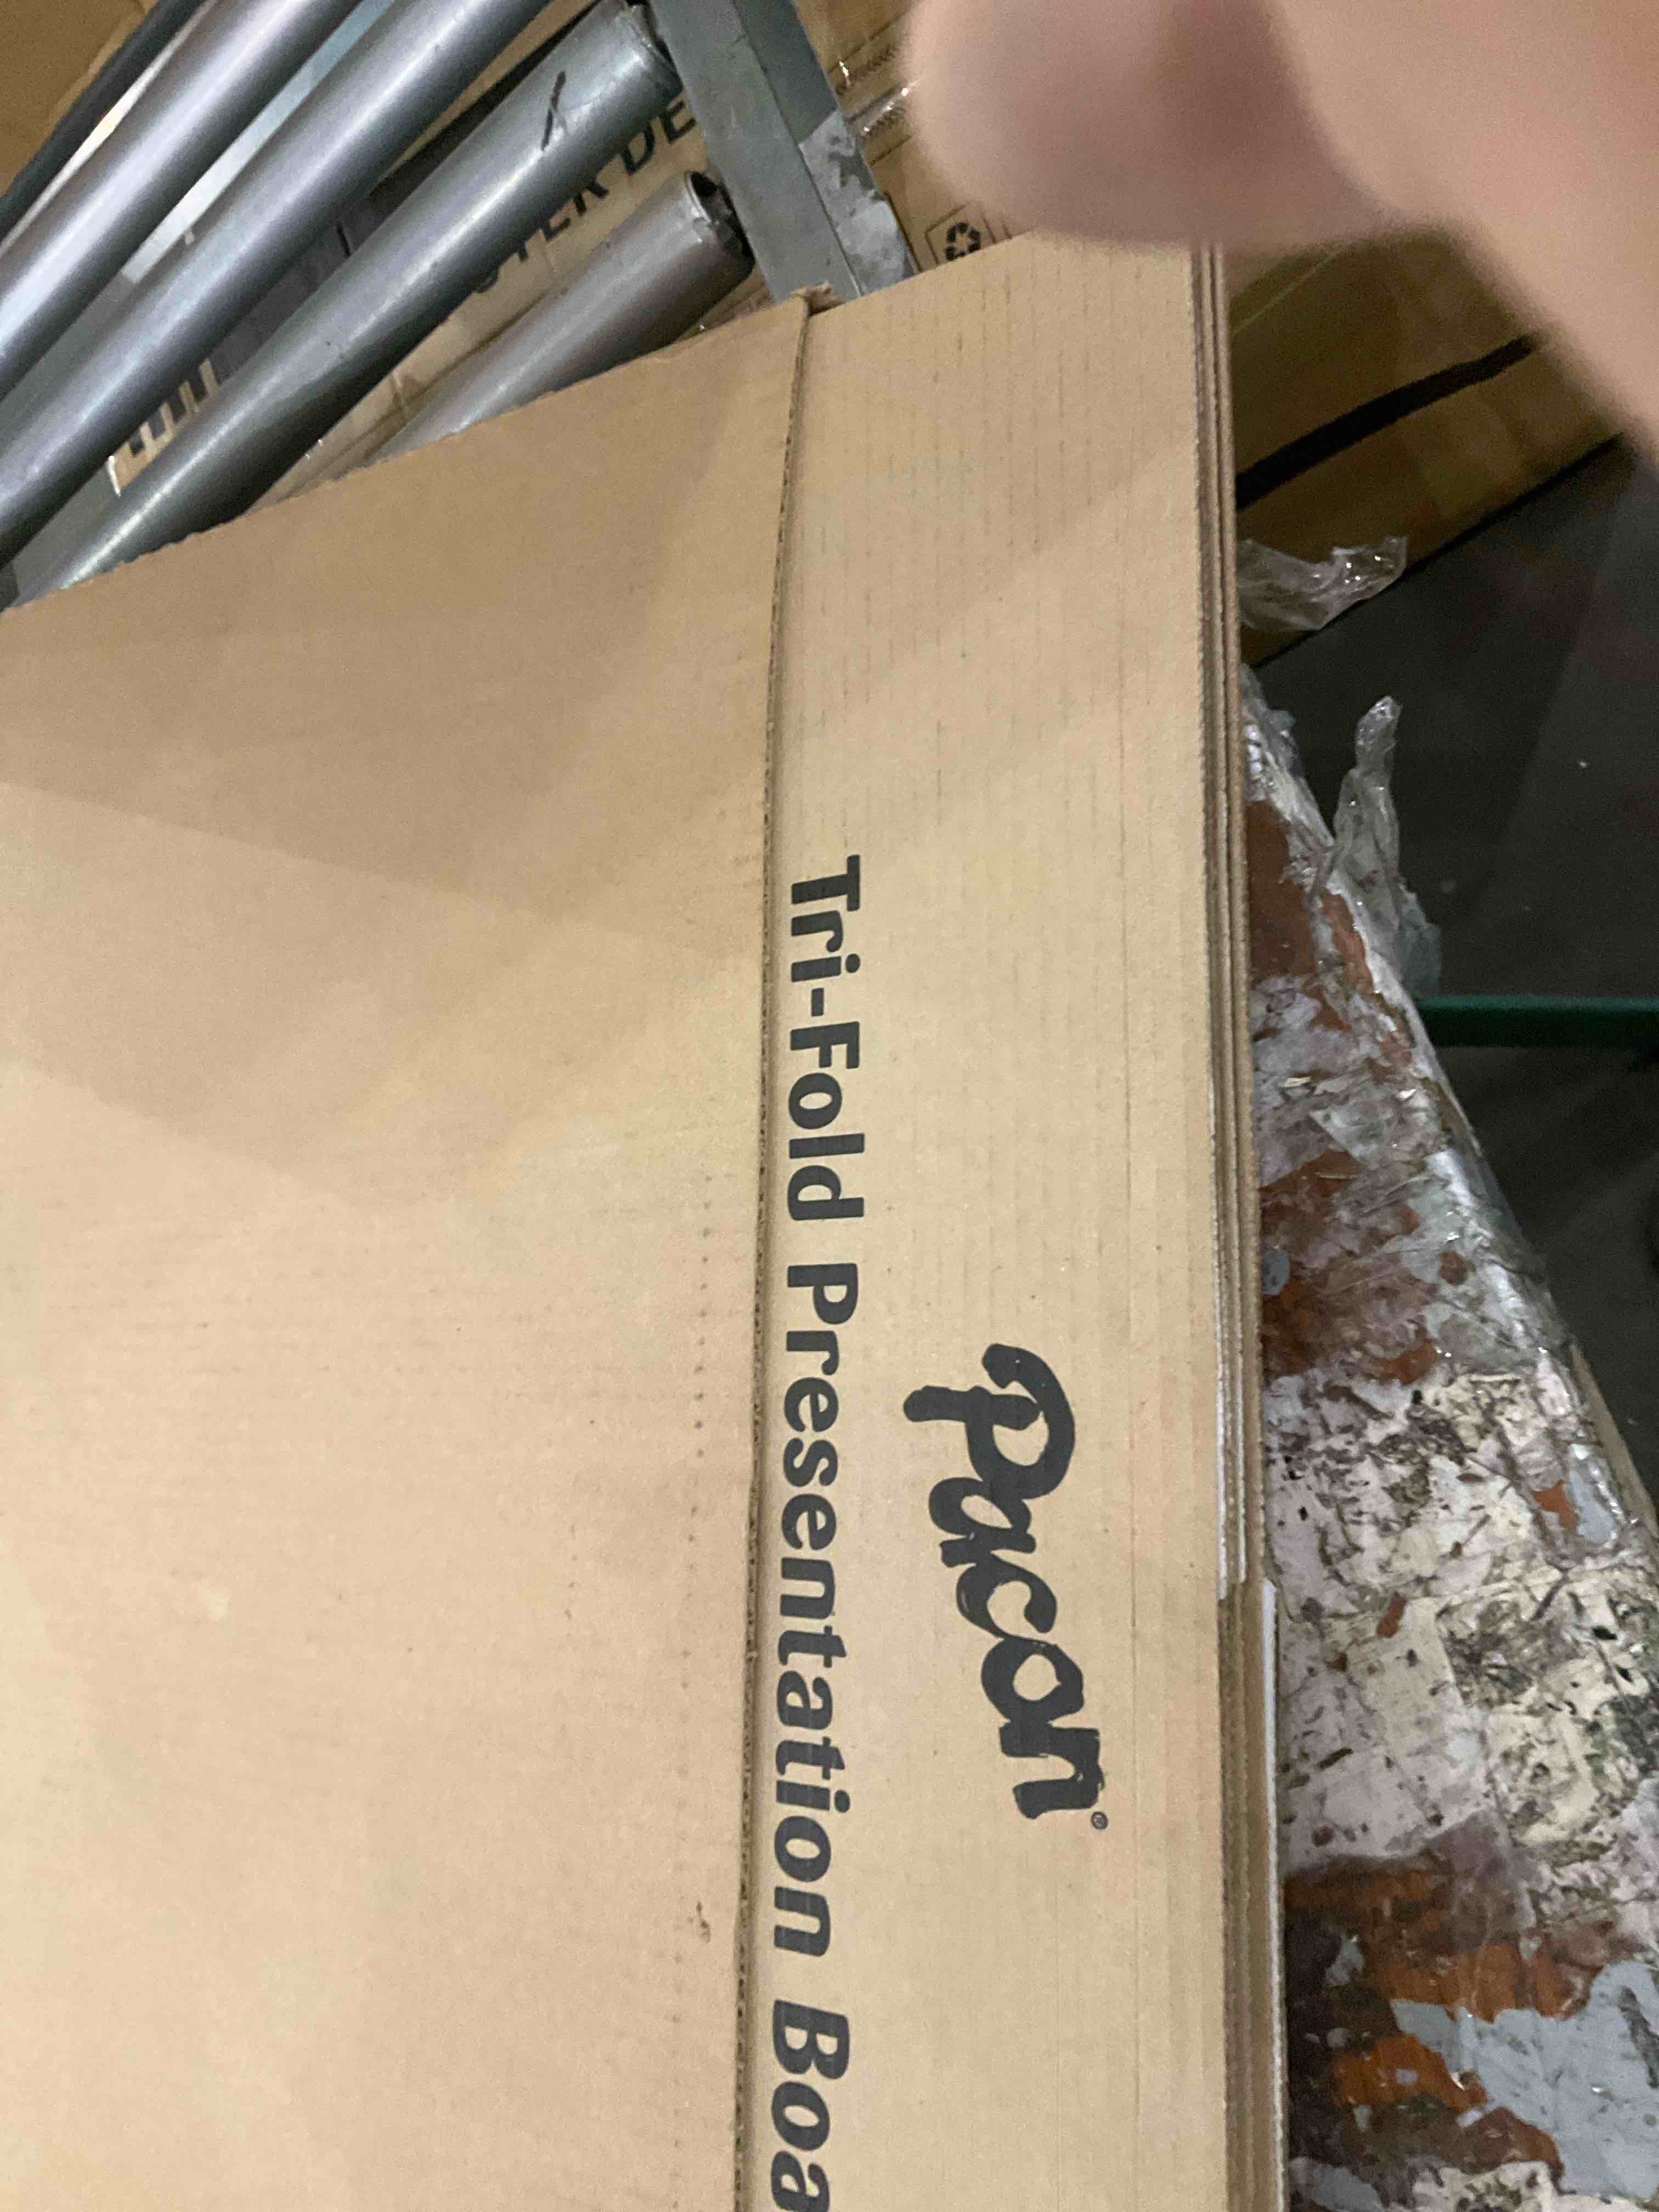 Pacon®
Tri-Fold Presentation Boa